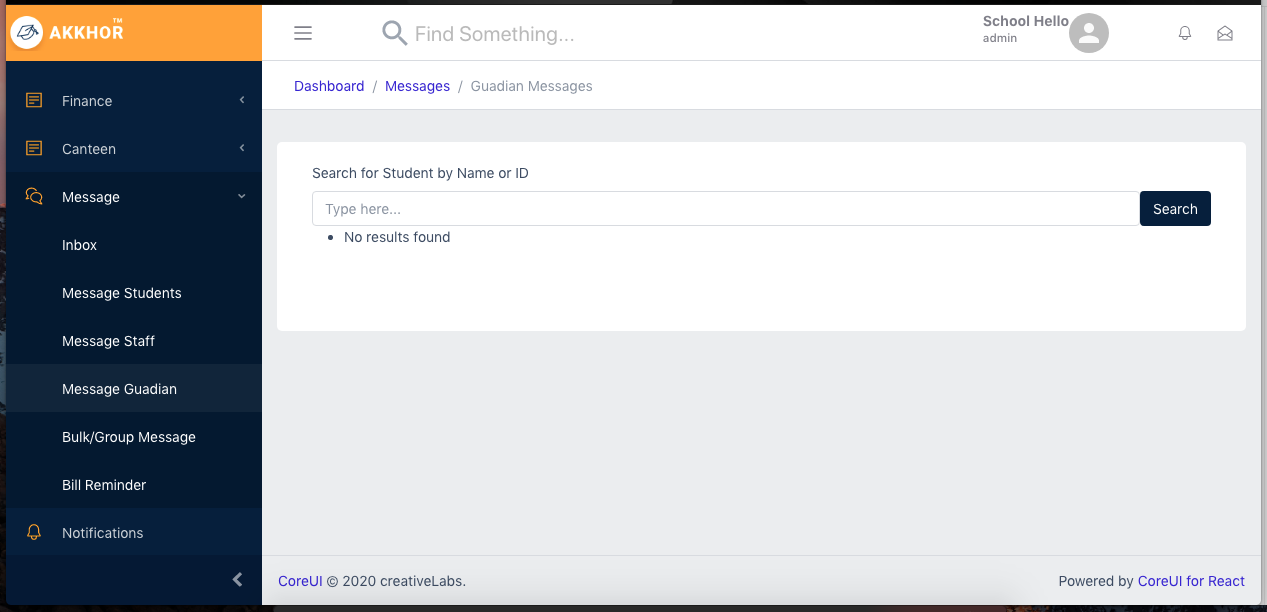 AKKHOR™
Find Something...
School Hello
admin
Dashboard / Messages / Guadian Messages
Finance
Canteen
Message
Inbox
Message Students
Message Staff
Message Guadian
Bulk/Group Message
Bill Reminder
Notifications
Search for Student by Name or ID
Type here...
Search
No results found
CoreUI © 2020 creativeLabs.
Powered by CoreUI for React